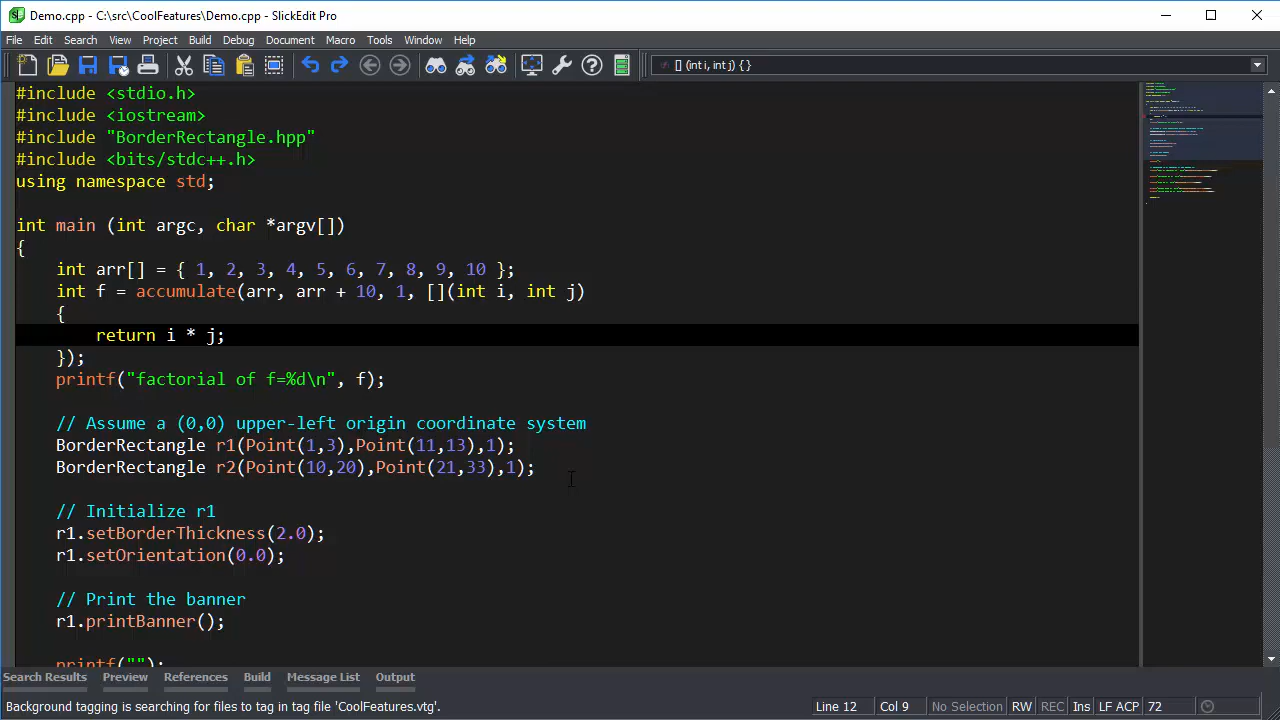 Demo.cpp - C:\src\CoolFeatures\Demo.cpp - SlickEdit Pro
File Edit Search View Project Build Debug Document Macro Tools Window Help
[] (int i, int j) { }
#include <stdio.h>
#include <iostream>
#include "BorderRectangle.hpp"
#include <bits/stdc++.h>
using namespace std;
int main (int argc, char *argv[])
{
int arr[] = { 1, 2, 3, 4, 5, 6, 7, 8, 9, 10 };
int f = accumulate(arr, arr + 10, 1, [](int i, int j)
{
return i * j;
});
printf("factorial of f=%d\n", f);
// Assume a (0,0) upper-left origin coordinate system
BorderRectangle r1(Point(1,3),Point(11,13),1);
BorderRectangle r2(Point(10,20),Point(21,33),1);
// Initialize r1
r1.setBorderThickness(2.0);
r1.setOrientation(0.0);
// Print the banner
r1.printBanner();
printf("");
Search Results Preview References Build Message List Output
Background tagging is searching for files to tag in tag file 'CoolFeatures.vtg'. Line 12 Col 9 No Selection RW REC Ins LF ACP 72